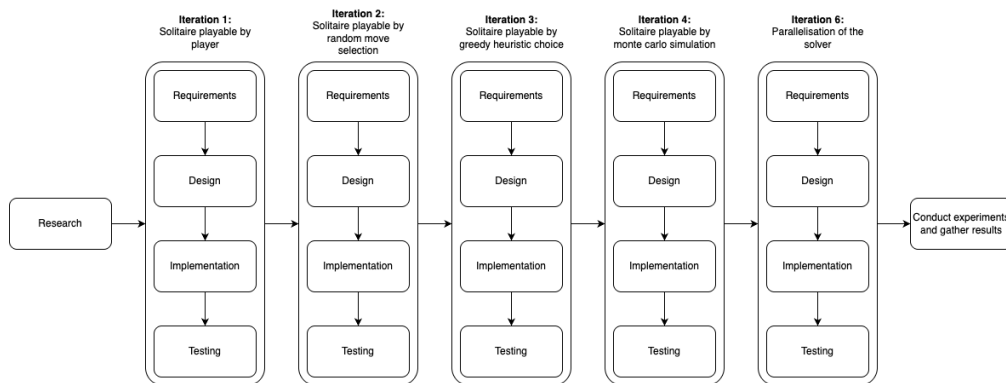 Iteration 1:
Solitaire playable by
player
Iteration 2:
Solitaire playable by
random move
selection
Iteration 3:
Solitaire playable by
greedy heuristic choice
Iteration 4:
Solitaire playable by
monte carlo simulation
Iteration 6:
Parallelisation of the
solver
Research
Requirements
Design
Implementation
Testing
Requirements
Design
Implementation
Testing
Requirements
Design
Implementation
Testing
Requirements
Design
Implementation
Testing
Requirements
Design
Implementation
Testing
Conduct experiments
and gather results